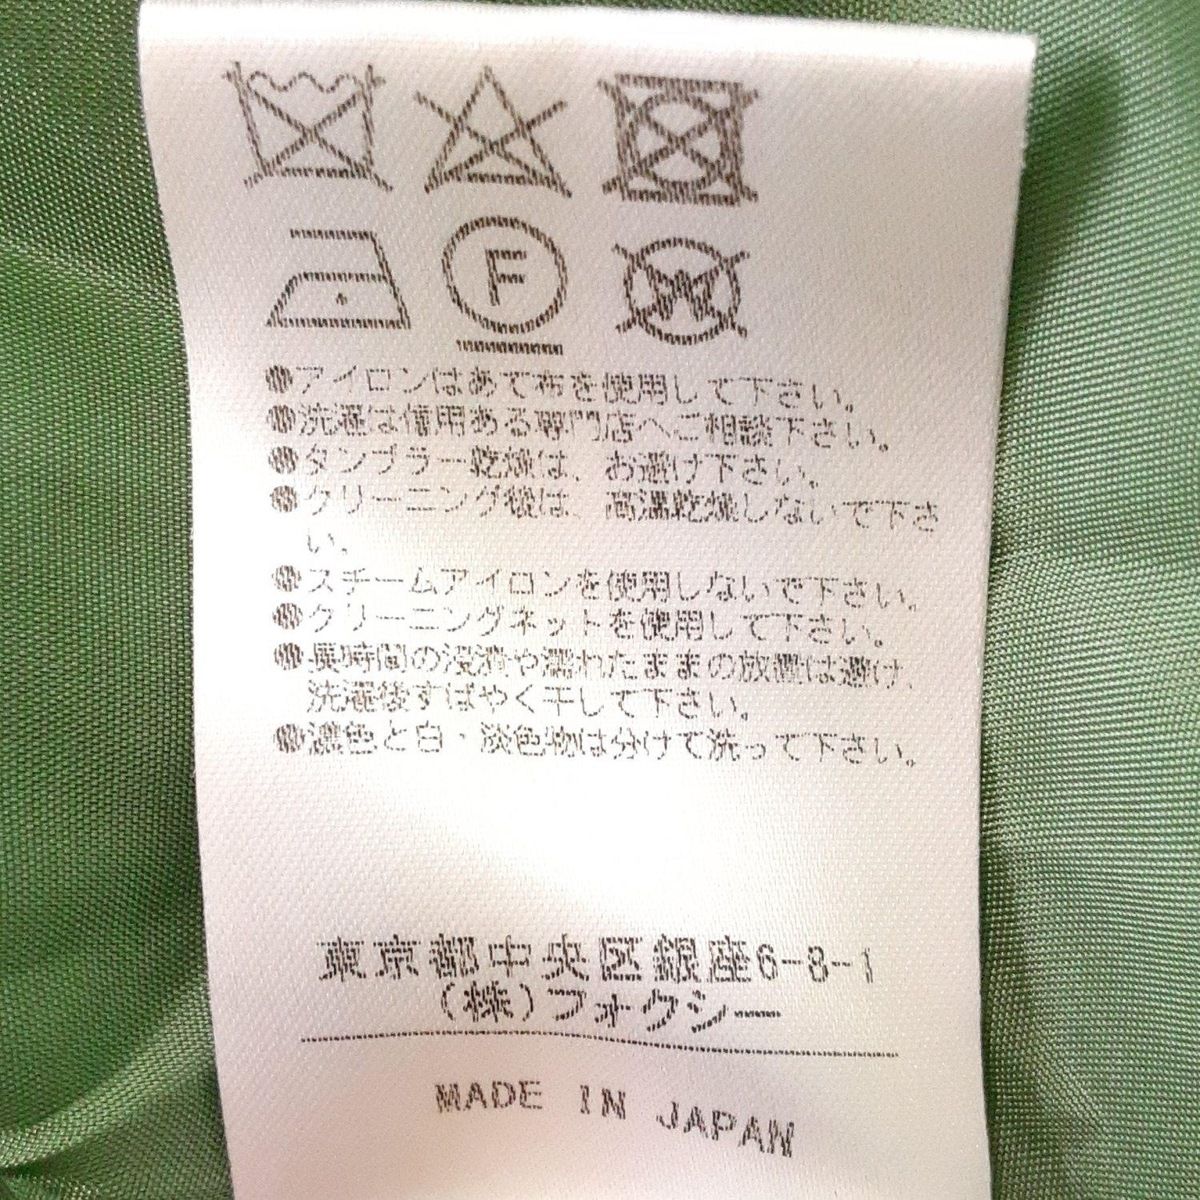 F
W
●アイロンはあて布を使用して下さい。
●洗濯は信用ある専門店へご相談下さい。
●タンブラー乾燥は、お避け下さい。
●クリーニング後は、高温乾燥しないで下さ
い。
●スチームアイロンを使用しないで下さい。
●クリーニングネットを使用して下さい。
●長時間の浸漬や濡れたままの放置は避け、
洗濯後すばやく干して下さい。
●濃色と白・淡色物は分けて洗って下さい。
東京都中央区銀座6-8-1
(株)フォクシー
MADE IN JAPAN